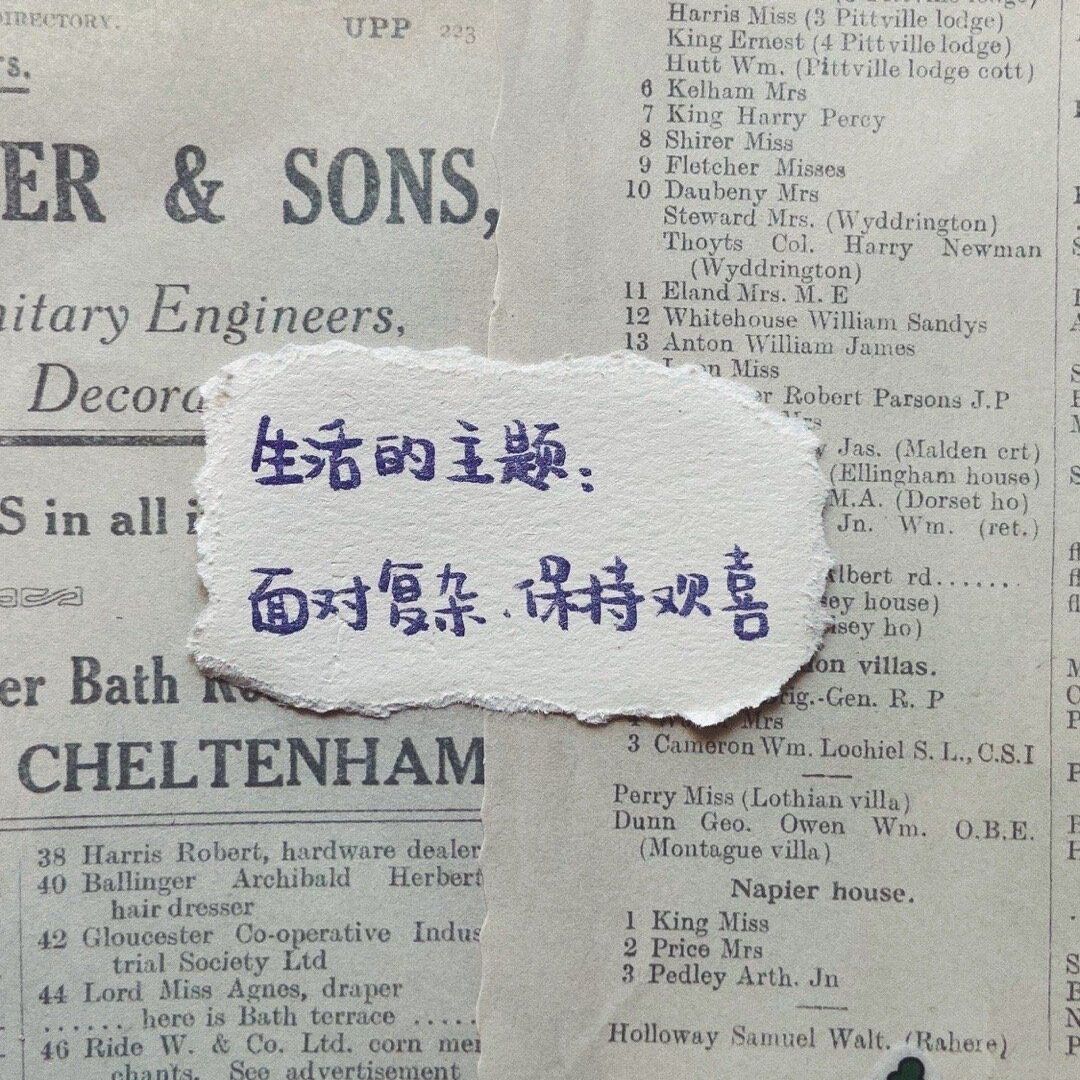 DIRECTORY.
UPP 223
ER & SONS,
Engineers,
S in all
er Bath
CHELTENHAM
38 Harris Robert, hardware dealer
40 Ballinger Archibald Herbert
hair dresser
42 Gloucester Co-operative Indus
trial Society Ltd
44 Lord Miss Agnes, draper
...... here is Bath terrace .....
46 Ride W. & Co. Ltd. corn mer
chants. See advertisement
生活的主题:
面对复杂.保持欢喜
Harris Miss (3 Pittville lodge)
King Ernest (4 Pittville lodge)
Hutt Wm. (Pittville lodge cott)
6 Kelham Mrs
7 King Harry Percy
8 Shirer Miss
9 Fletcher Misses
10 Daubeny Mrs
Steward Mrs. (Wyddrington)
Thoyts Col. Harry Newman
(Wyddrington)
11 Eland Mrs. M. E
12 Whitehouse William Sandys
13 Anton William James
Miss
Robert Parsons J.P
Jas. (Malden crt)
(Ellingham house)
M.A. (Dorset ho)
Jn. Wm. (ret.)
lbert rd.......
house)
ho)
villas.
Gen. R. P
Mrs
3 Cameron Wm. Lochiel S. L., C.S.I
Perry Miss (Lothian villa)
Dunn Geo. Owen Wm. O.B.E.
(Montague villa)
Napier house.
1 King Miss
2 Price Mrs
3 Pedley Arth. Jn
Holloway Samuel Walt. (Rahere)